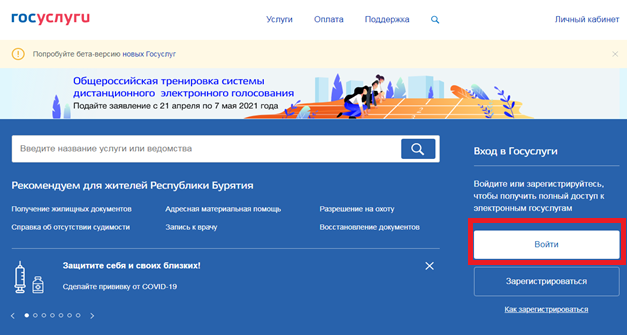 госуслуги
Услуги Оплата Поддержка Личный кабинет
Попробуйте бета-версию новых Госуслуг
Общероссийская тренировка системы
дистанционного электронного голосования
Подайте заявление с 21 апреля по 7 мая 2021 года
Введите название услуги или ведомства
Вход в Госуслуги
Рекомендуем для жителей Республики Бурятия
Войдите или зарегистрируйтесь,
чтобы получить полный доступ к
электронным госуслугам
Получение жилищных документов Адресная материальная помощь Разрешение на охоту
Справка об отсутствии судимости Запись к врачу Восстановление документов
Войти
Защитите себя и своих близких!
Сделайте прививку от COVID-19
Зарегистрироваться
Как зарегистрироваться